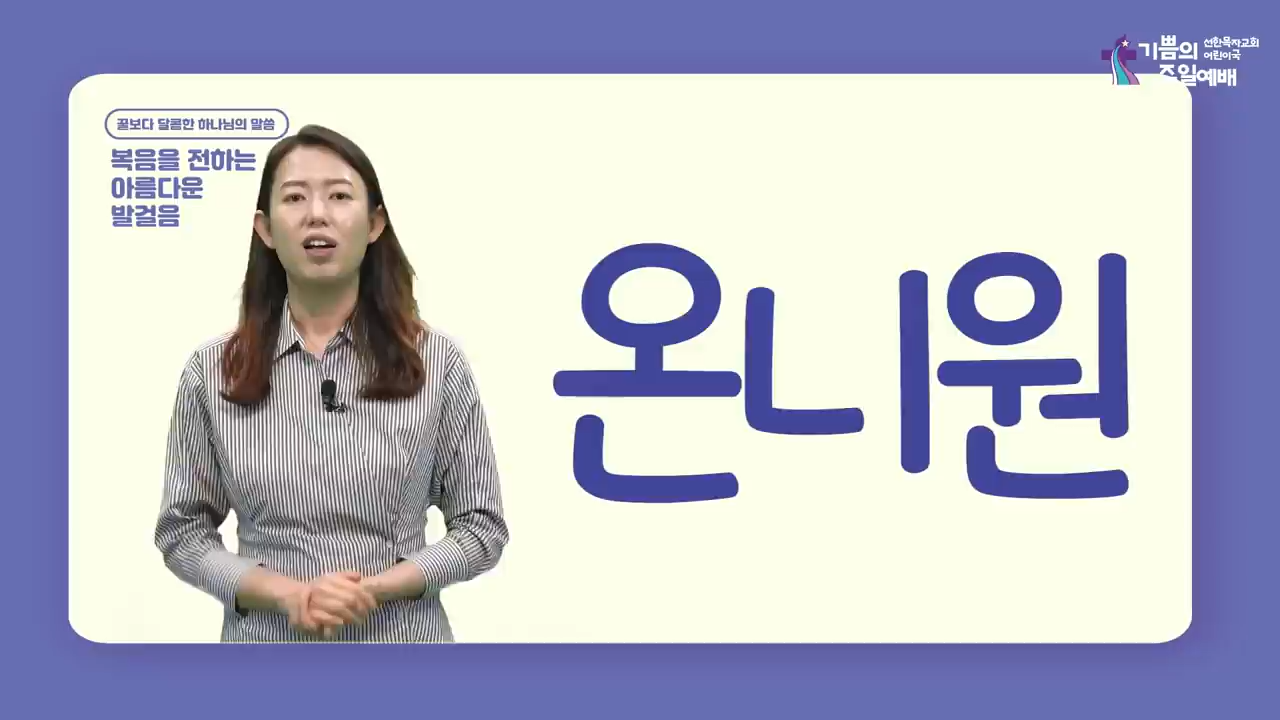 꿀보다 달콤한 하나님의 말씀
복음을 전하는
아름다운
발걸음
온니원
기쁨의
주일예배
선한목자교회
어린이국